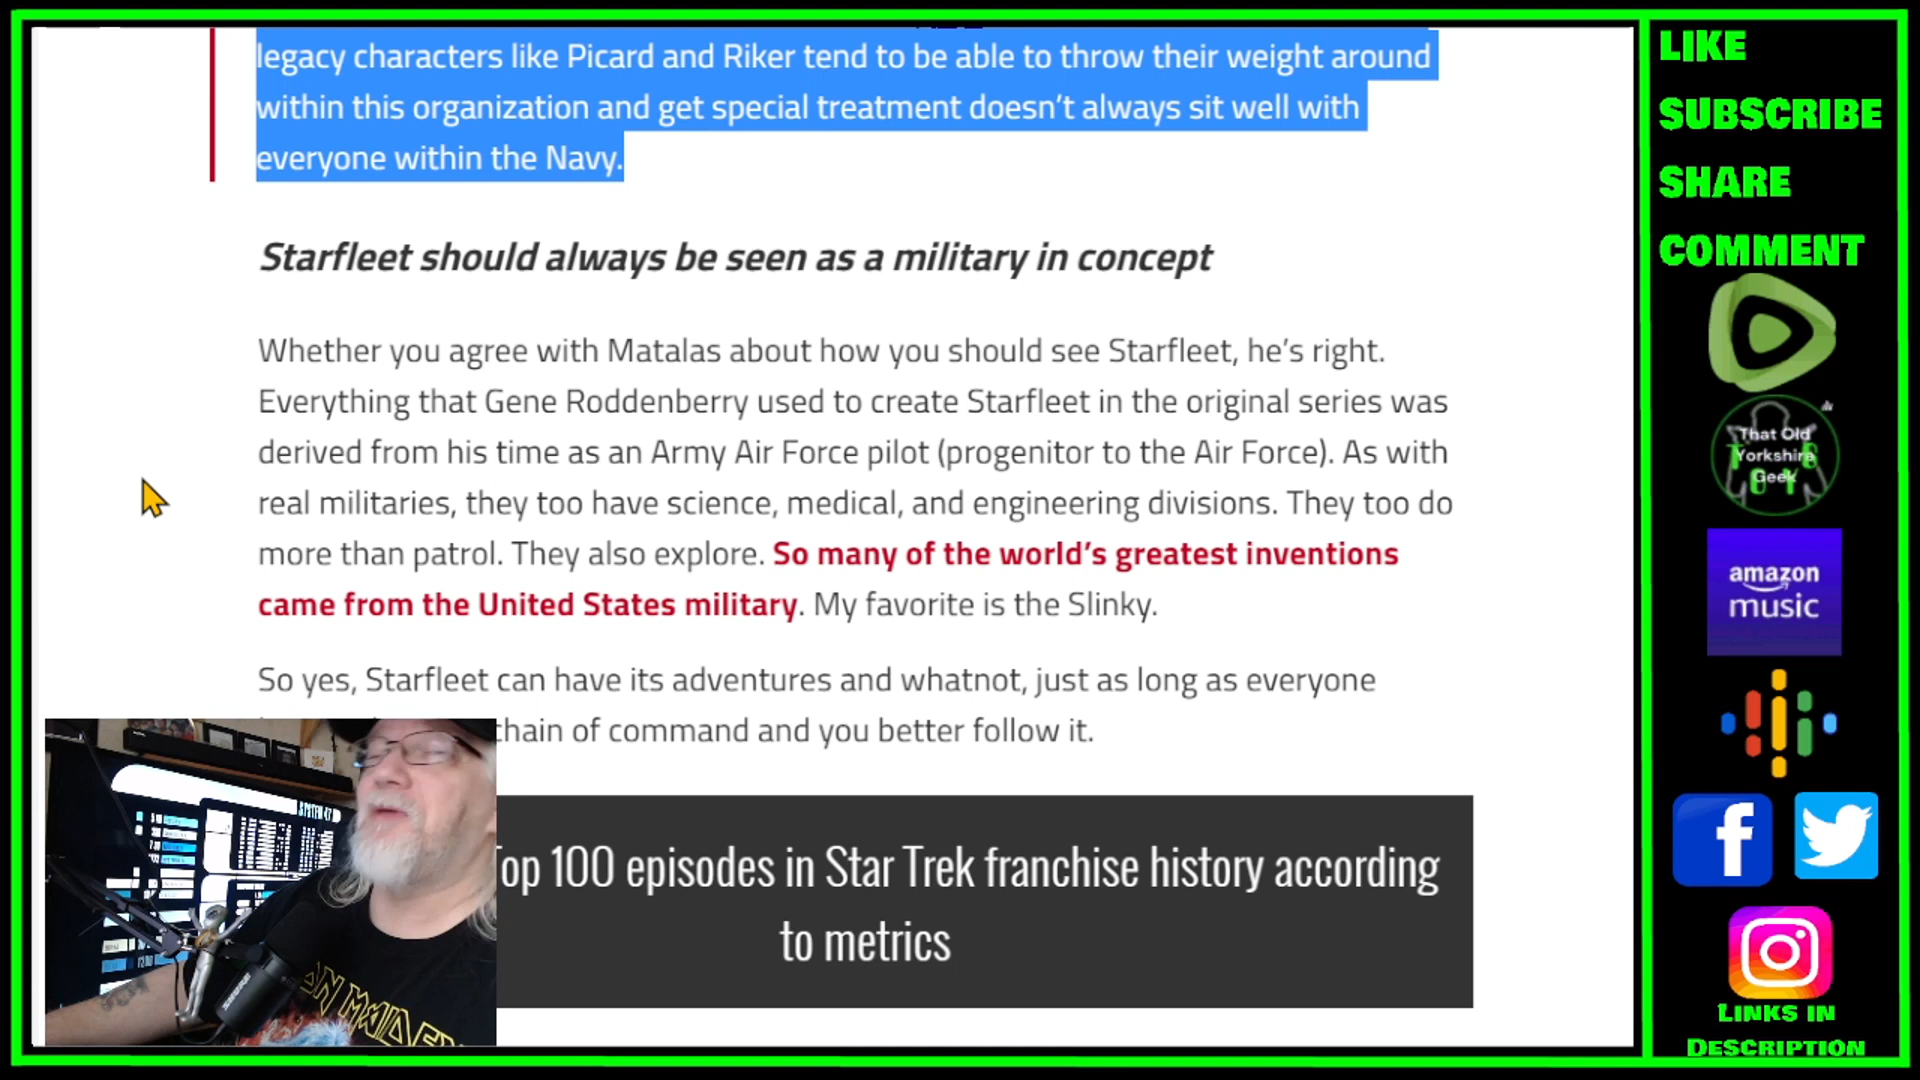 legacy characters like Picard and Riker tend to be able to throw their weight around
within this organization and get special treatment doesn't always sit well with
everyone within the Navy.
Starfleet should always be seen as a military in concept
Whether you agree with Matalas about how you should see Starfleet, he's right.
Everything that Gene Roddenberry used to create Starfleet in the original series was
derived from his time as an Army Air Force pilot (progenitor to the Air Force). As with
real militaries, they too have science, medical, and engineering divisions. They too do
more than patrol. They also explore. So many of the world's greatest inventions
came from the United States military. My favorite is the Slinky.
So yes, Starfleet can have its adventures and whatnot, just as long as everyone
chain of command and you better follow it.
Top 100 episodes in Star Trek franchise history according
to metrics
SYSTEM 47
SHURE
ON MAIDEN
LIKE
SUBSCRIBE
SHARE
COMMENT
That Old
Yorkshire
Geek
amazon
music
LINKS IN
DESCRIPTION